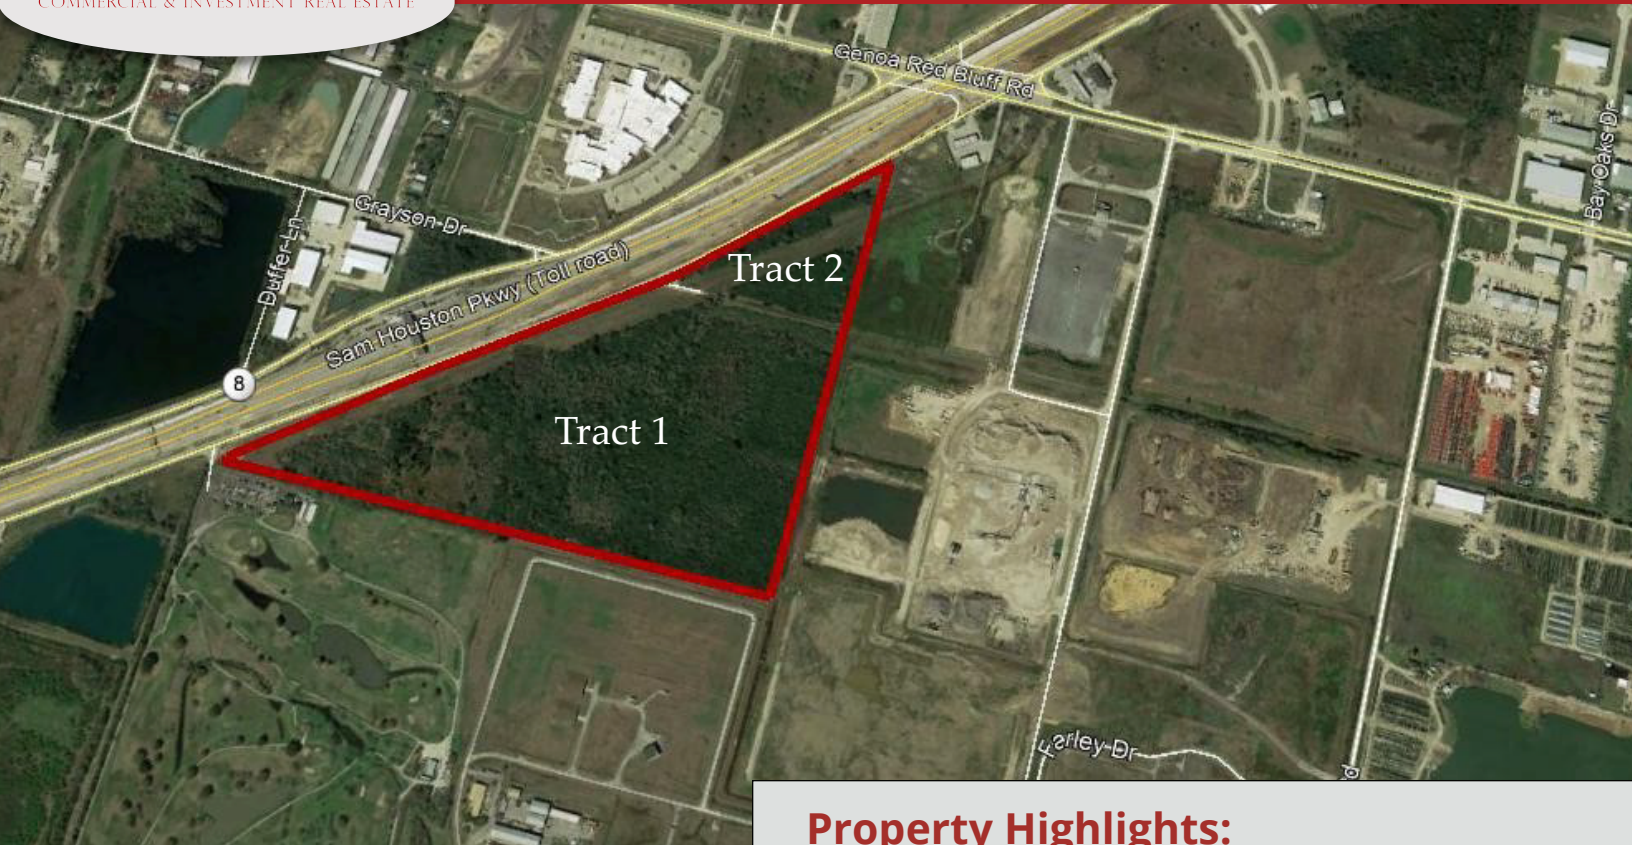 COMMERCIAL & INVESTMENT REAL ESTATE
Genoa Red Bluff Rd
Bay Oaks Dr
Grayson Dr
Duffer Ln
Sam Houston Pkwy (Toll road)
Tract 2
8
Tract 1
Farley Dr
Property Highlights: